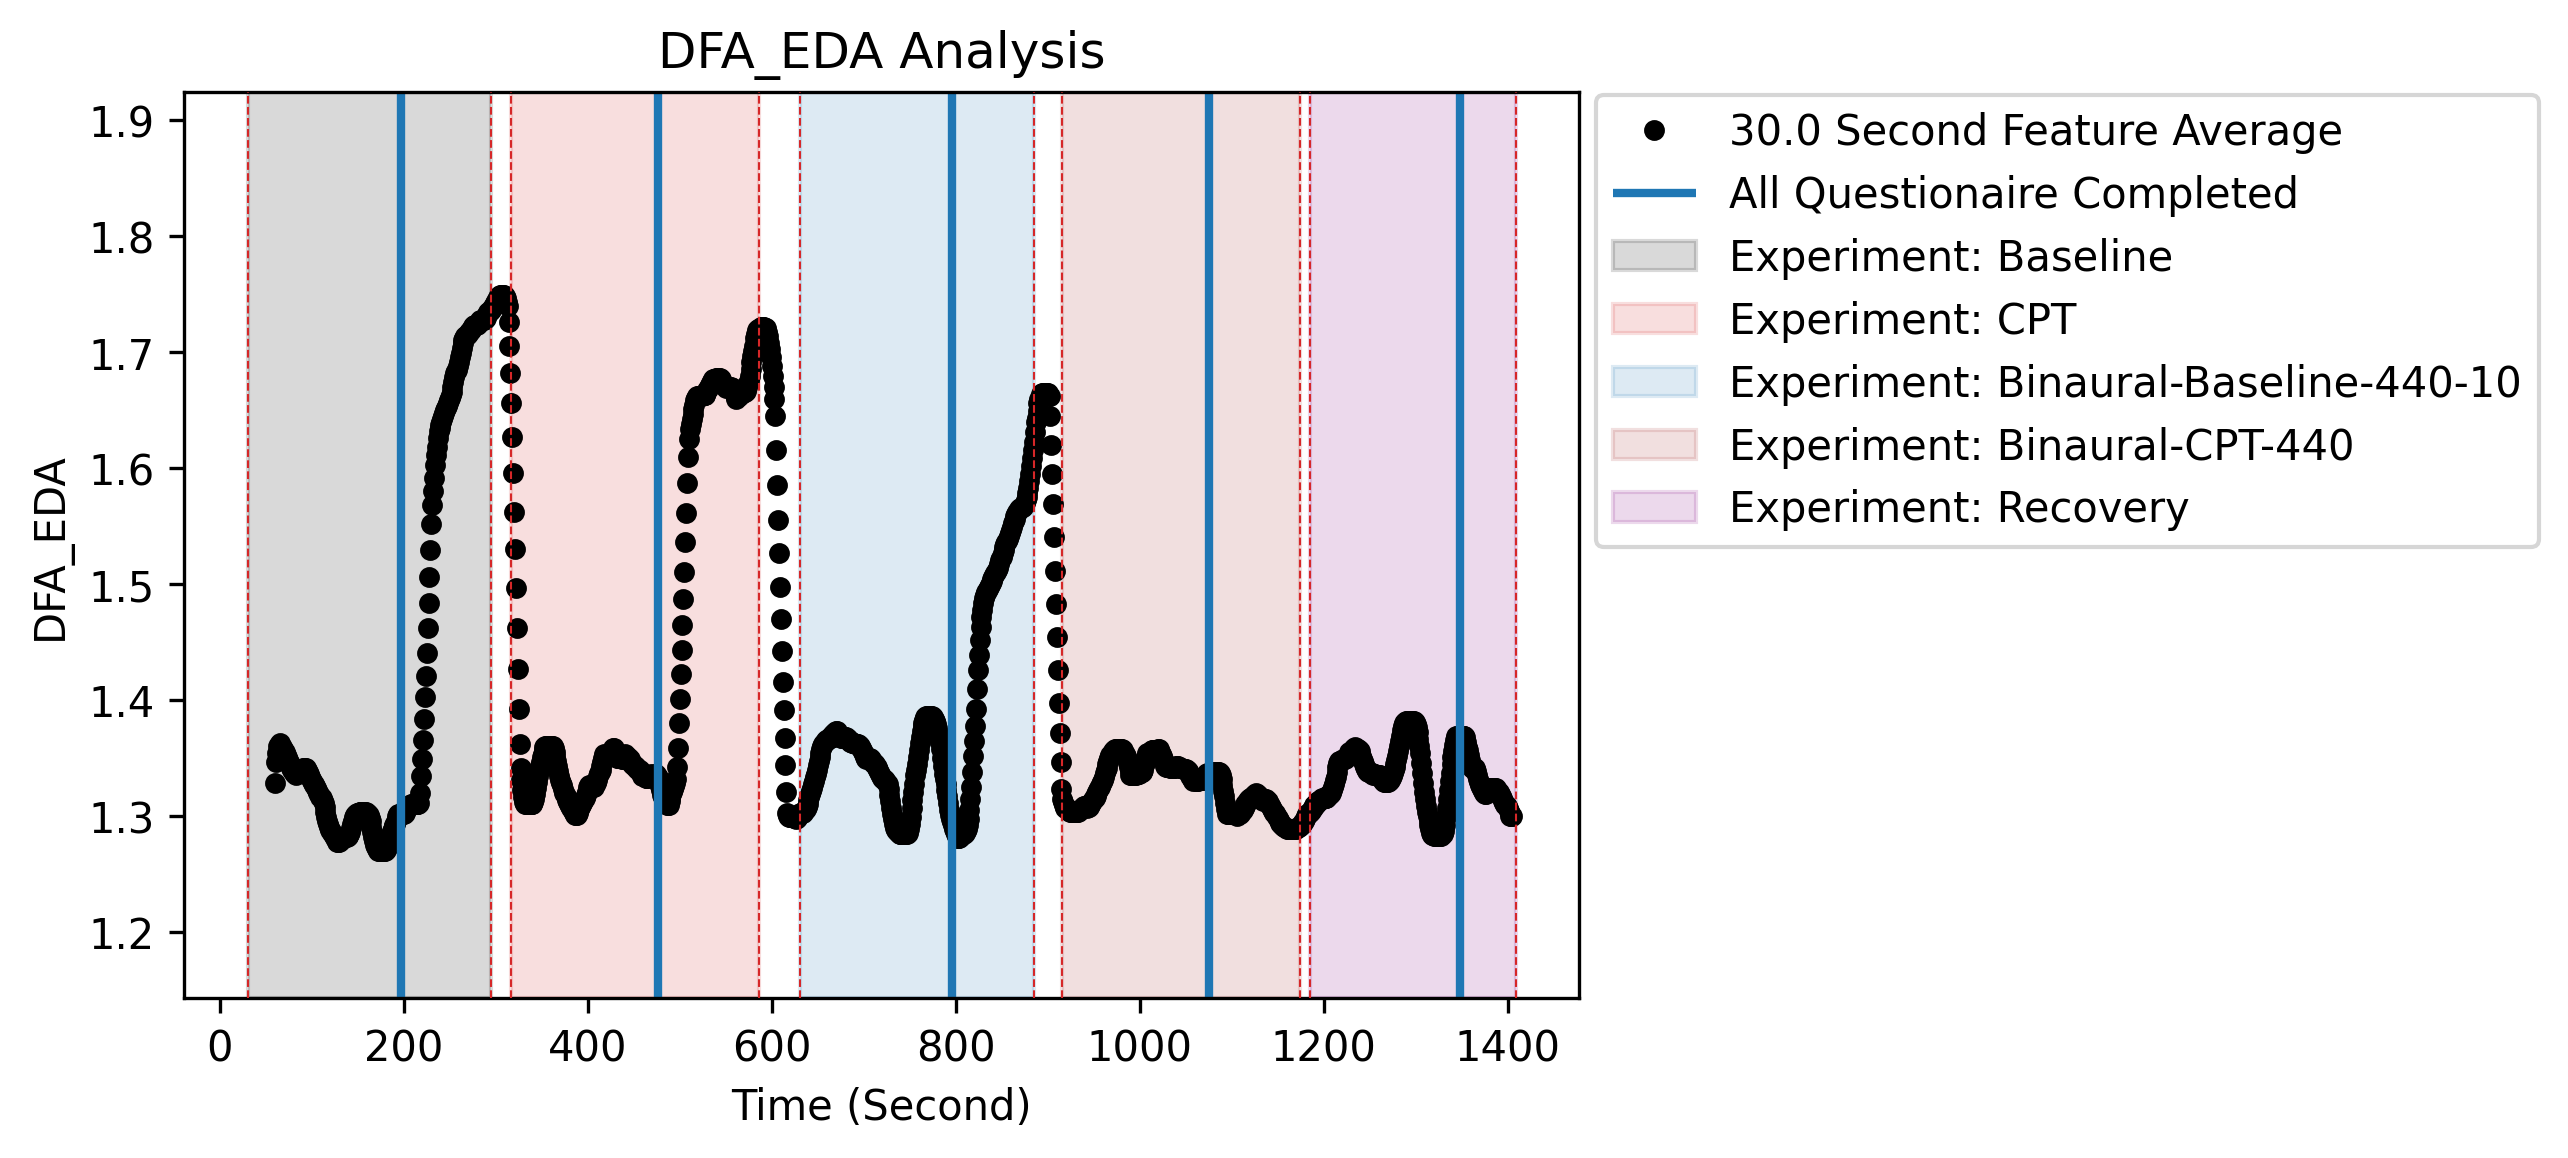 DFA_EDA Analysis
1.9
1.8
1.7
1.6
1.5
1.4
1.3
1.2
DFA_EDA
0 200 400 600 800 1000 1200 1400
Time (Second)
30.0 Second Feature Average
All Questionaire Completed
Experiment: Baseline
Experiment: CPT
Experiment: Binaural-Baseline-440-10
Experiment: Binaural-CPT-440
Experiment: Recovery